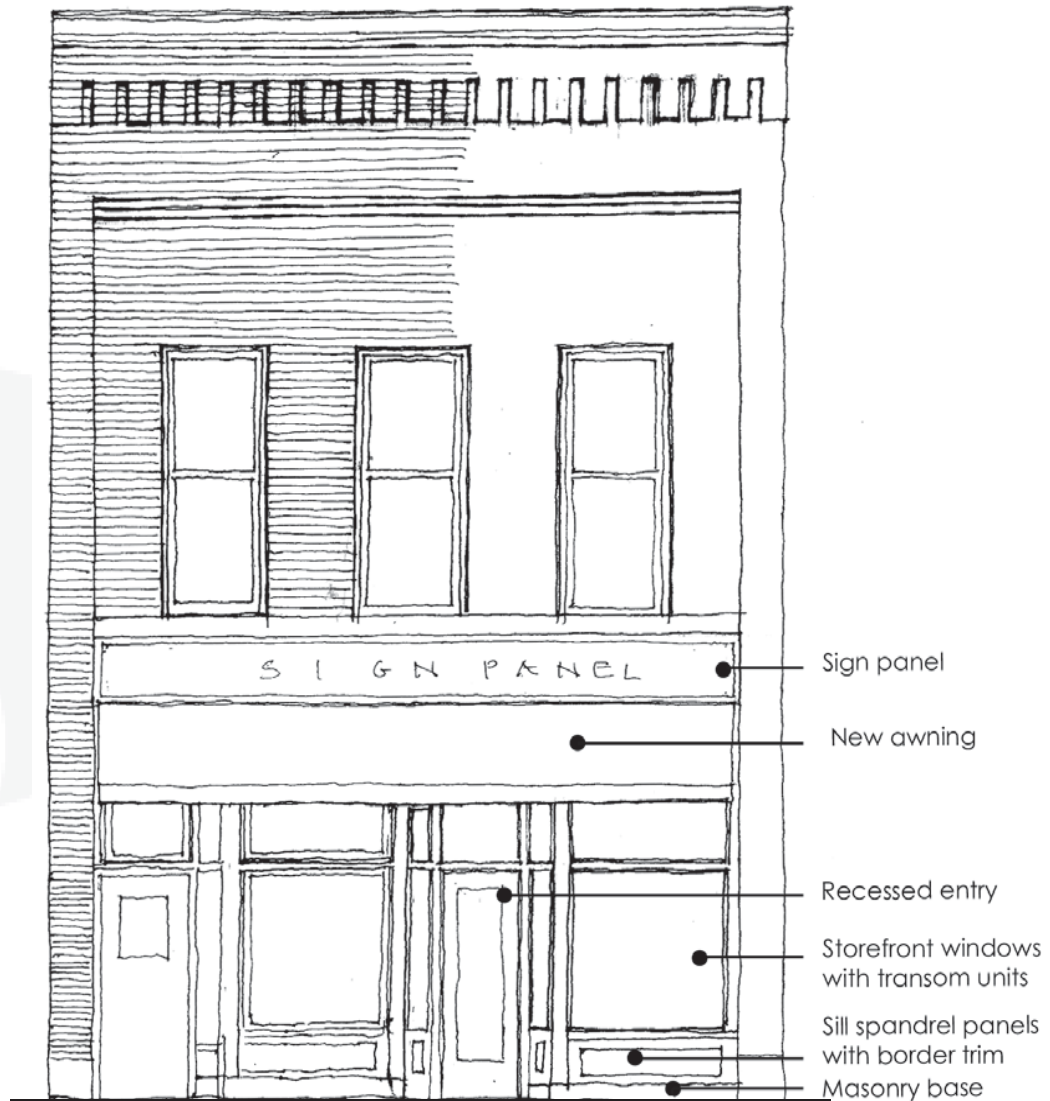 SIGN PANEL
Sign panel
New awning
Recessed entry
Storefront windows
with transom units
Sill spandrel panels
with border trim
Masonry base